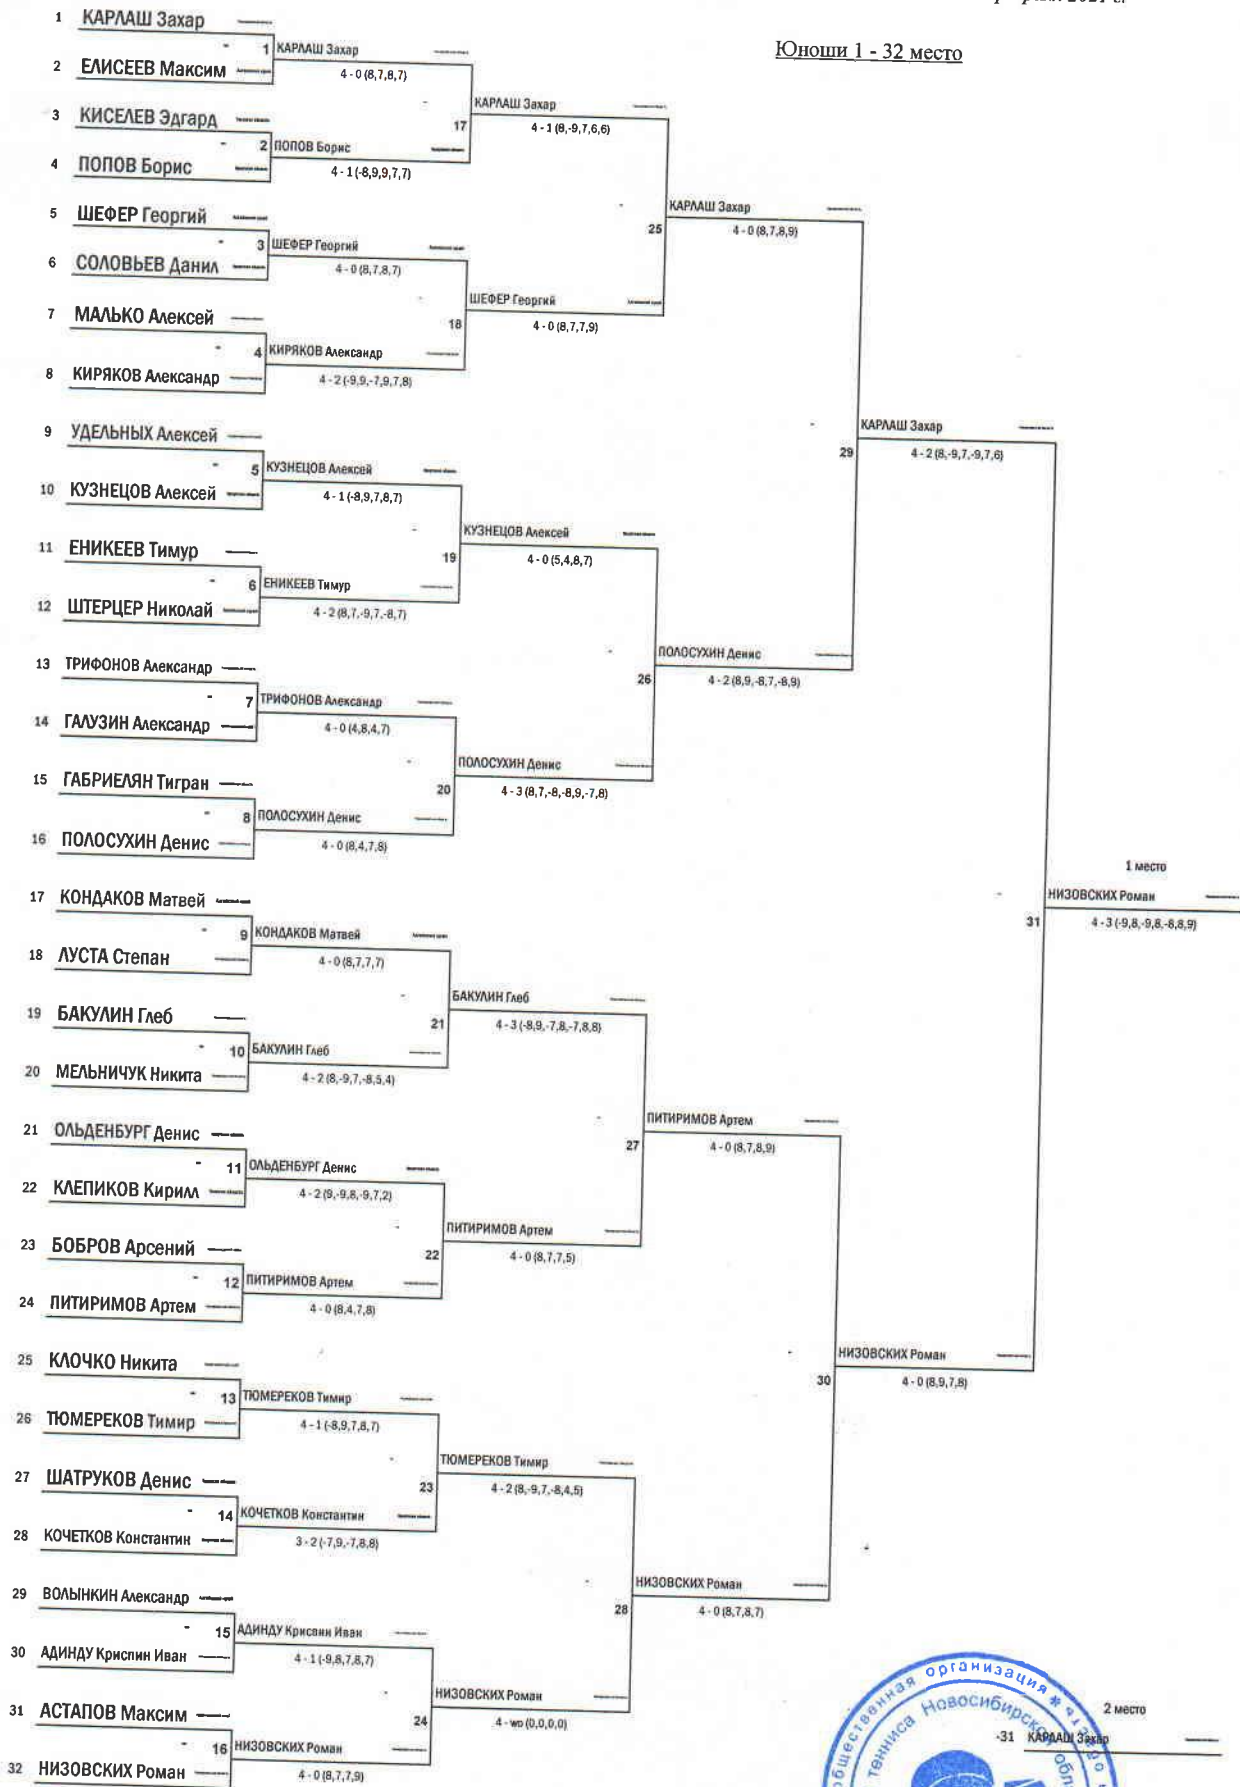 2021 г.
Юноши 1 - 32 место
1 КАРЛАШ Захар
1 КАРЛАШ Захар
4 - 0 (8,7,8,7)
2 ЕЛИСЕЕВ Максим
17 КАРЛАШ Захар
4 - 1 (8,-9,7,6,6)
3 КИСЕЛЕВ Эдгард
2 ПОПОВ Борис
4 - 1 (-8,9,9,7,7)
4 ПОПОВ Борис
25 КАРЛАШ Захар
4 - 0 (8,7,8,9)
5 ШЕФЕР Георгий
3 ШЕФЕР Георгий
4 - 0 (8,7,8,7)
6 СОЛОВЬЕВ Данил
18 ШЕФЕР Георгий
4 - 0 (8,7,7,9)
7 МАЛЬКО Алексей
4 КИРЯКОВ Александр
4 - 2 (-9,9,-7,9,7,8)
8 КИРЯКОВ Александр
29 КАРЛАШ Захар
4 - 2 (8,-9,7,-9,7,6)
9 УДЕЛЬНЫХ Алексей
5 КУЗНЕЦОВ Алексей
4 - 1 (-8,9,7,8,7)
10 КУЗНЕЦОВ Алексей
19 КУЗНЕЦОВ Алексей
4 - 0 (5,4,8,7)
11 ЕНИКЕЕВ Тимур
6 ЕНИКЕЕВ Тимур
4 - 2 (8,7,-9,7,-8,7)
12 ШТЕРЦЕР Николай
26 ПОЛОСУХИН Денис
4 - 2 (8,9,-8,7,-8,9)
13 ТРИФОНОВ Александр
7 ТРИФОНОВ Александр
4 - 0 (4,8,4,7)
14 ГАЛУЗИН Александр
20 ПОЛОСУХИН Денис
4 - 3 (8,7,-8,-8,9,-7,8)
15 ГАБРИЕЛЯН Тигран
8 ПОЛОСУХИН Денис
4 - 0 (8,4,7,8)
16 ПОЛОСУХИН Денис
1 место
31 НИЗОВСКИХ Роман
4 - 3 (-9,8,-9,8,-8,8,9)
17 КОНДАКОВ Матвей
9 КОНДАКОВ Матвей
4 - 0 (8,7,7,7)
18 ЛУСТА Степан
21 БАКУЛИН Глеб
4 - 3 (-8,9,-7,8,-7,8,8)
19 БАКУЛИН Глеб
10 БАКУЛИН Глеб
4 - 2 (8,-9,7,-8,5,4)
20 МЕЛЬНИЧУК Никита
27 ПИТИРИМОВ Артем
4 - 0 (8,7,8,9)
21 ОЛЬДЕНБУРГ Денис
11 ОЛЬДЕНБУРГ Денис
4 - 2 (9,-9,8,-9,7,2)
22 КЛЕПИКОВ Кирилл
22 ПИТИРИМОВ Артем
4 - 0 (8,7,7,5)
23 БОБРОВ Арсений
12 ПИТИРИМОВ Артем
4 - 0 (8,4,7,8)
24 ПИТИРИМОВ Артем
30 НИЗОВСКИХ Роман
4 - 0 (8,9,7,8)
25 КЛОЧКО Никита
13 ТЮМЕРЕКОВ Тимир
4 - 1 (-8,9,7,8,7)
26 ТЮМЕРЕКОВ Тимир
23 ТЮМЕРЕКОВ Тимир
4 - 2 (8,-9,7,-8,4,5)
27 ШАТРУКОВ Денис
14 КОЧЕТКОВ Константин
3 - 2 (-7,9,-7,8,8)
28 КОЧЕТКОВ Константин
28 НИЗОВСКИХ Роман
4 - 0 (8,7,8,7)
29 ВОЛЫНКИН Александр
15 АДИНДУ Криспин Иван
4 - 1 (-9,8,7,8,7)
30 АДИНДУ Криспин Иван
24 НИЗОВСКИХ Роман
4 - wo (0,0,0,0)
31 АСТАПОВ Максим
16 НИЗОВСКИХ Роман
4 - 0 (8,7,7,9)
32 НИЗОВСКИХ Роман
2 место
-31 КАРЛАШ Захар
общественная организация
тенниса Новосибирской